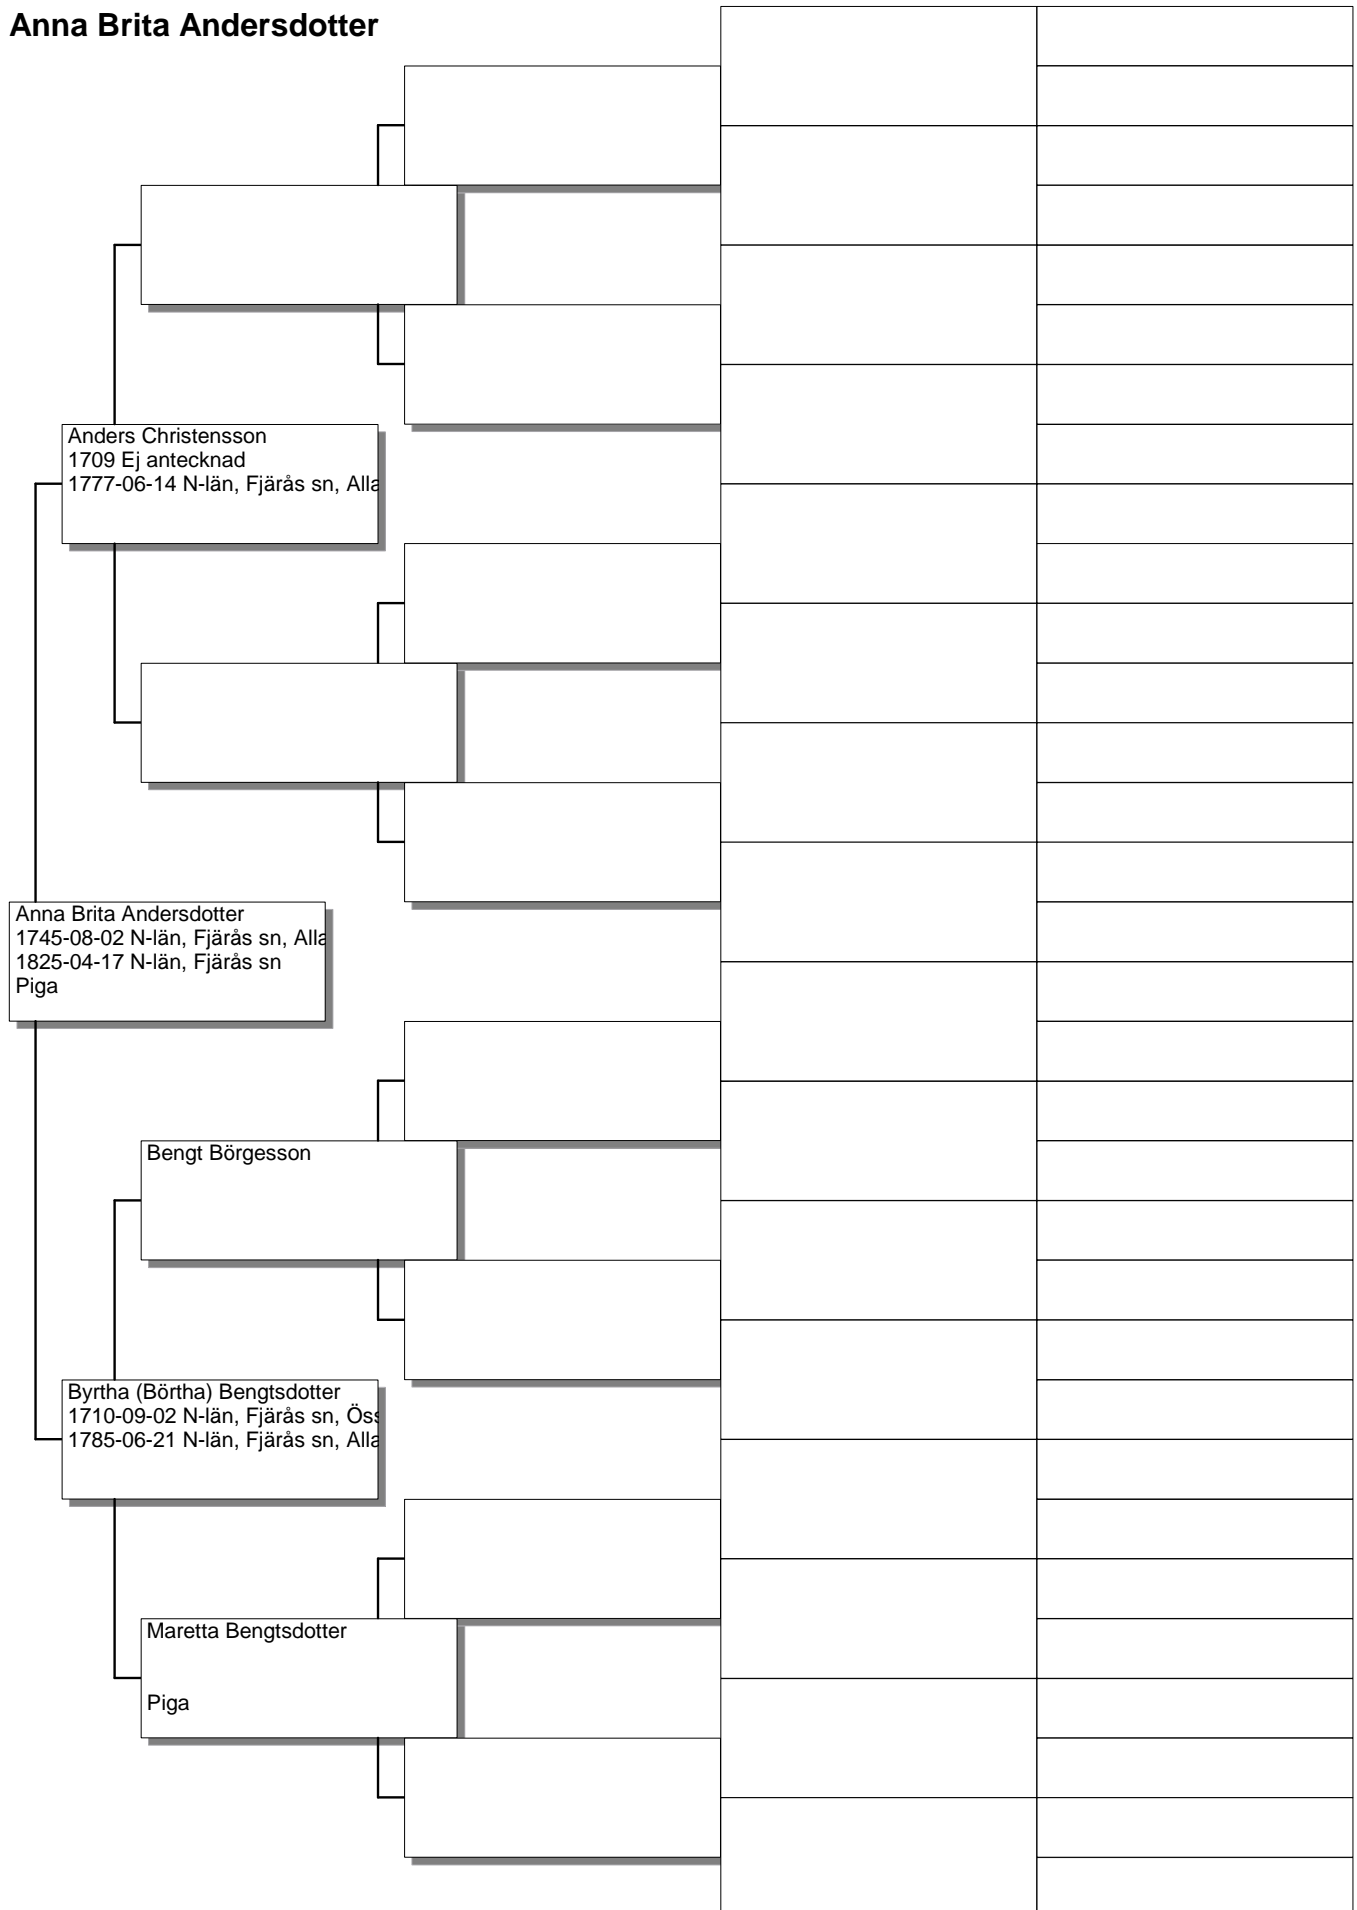 Anna Brita Andersdotter
Anders Christensson
1709 Ej antecknad
1777-06-14 N-län, Fjärås sn, Alla
Anna Brita Andersdotter
1745-08-02 N-län, Fjärås sn, Alla
1825-04-17 N-län, Fjärås sn
Piga
Bengt Börgesson
Byrtha (Börtha) Bengtsdotter
1710-09-02 N-län, Fjärås sn, Öss
1785-06-21 N-län, Fjärås sn, Alla
Maretta Bengtsdotter
Piga